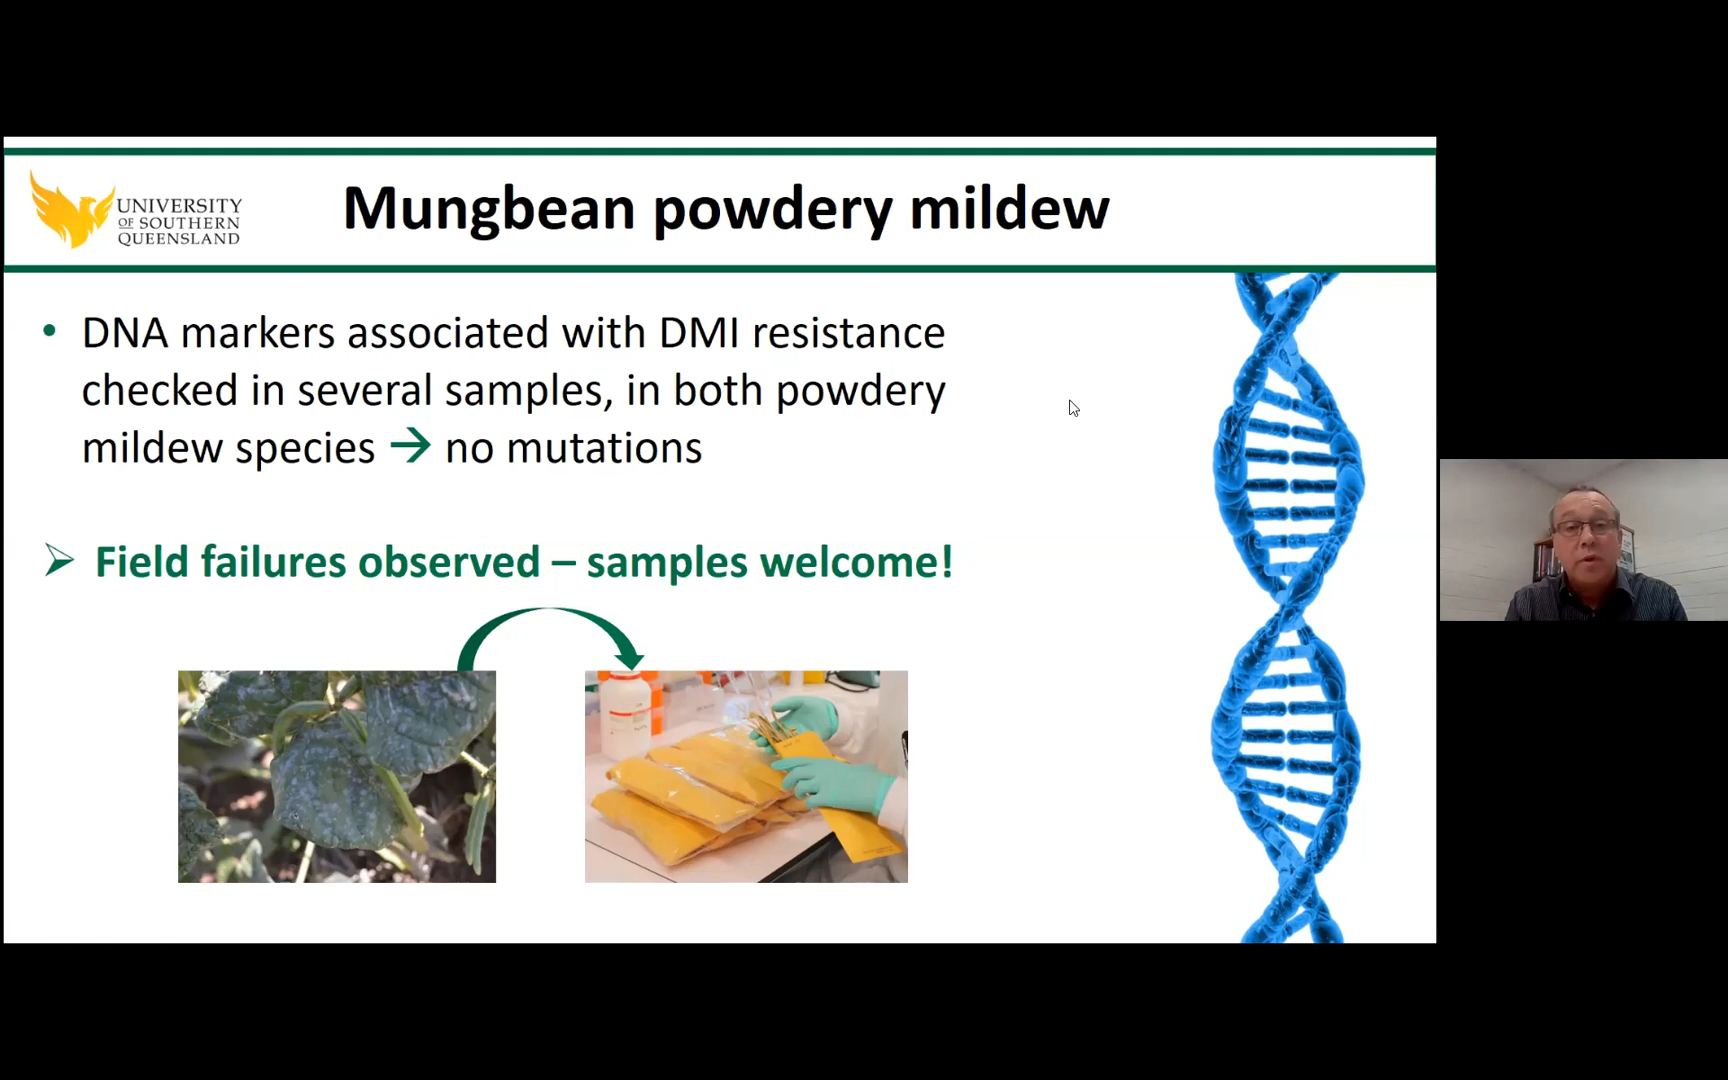 UNIVERSITY
OF SOUTHERN
QUEENSLAND
Mungbean powdery mildew
• DNA markers associated with DMI resistance
checked in several samples, in both powdery
mildew species → no mutations
➢ Field failures observed – samples welcome!